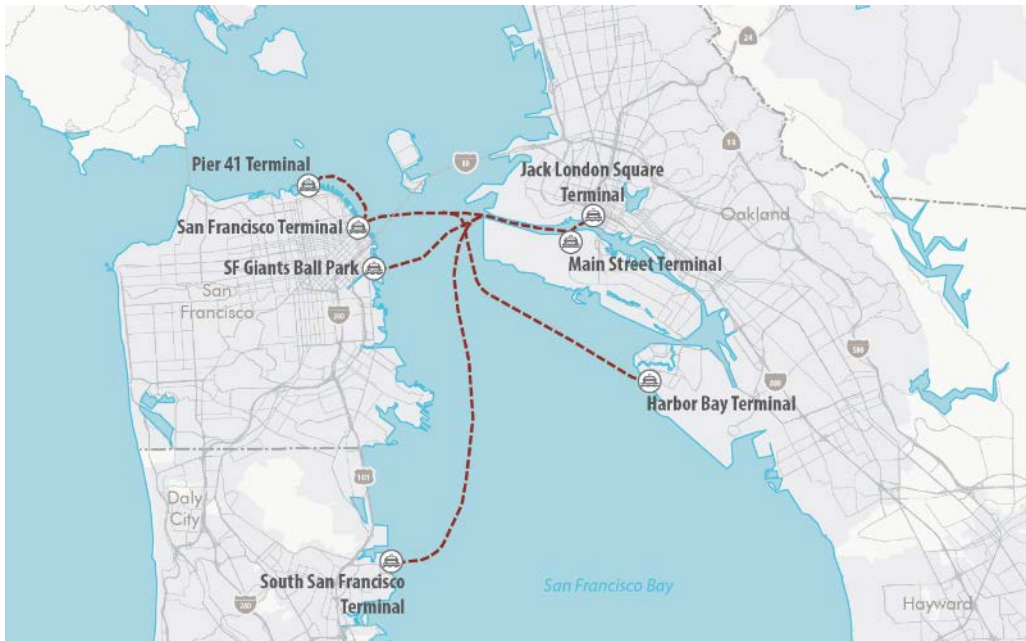 24
Pier 41 Terminal
80
13
Jack London Square
Terminal
San Francisco Terminal
Oakland
SF Giants Ball Park
Main Street Terminal
San
Francisco
280
580
880
Harbor Bay Terminal
101
Daly
City
South San Francisco
Terminal
San Francisco Bay
280
Hayward